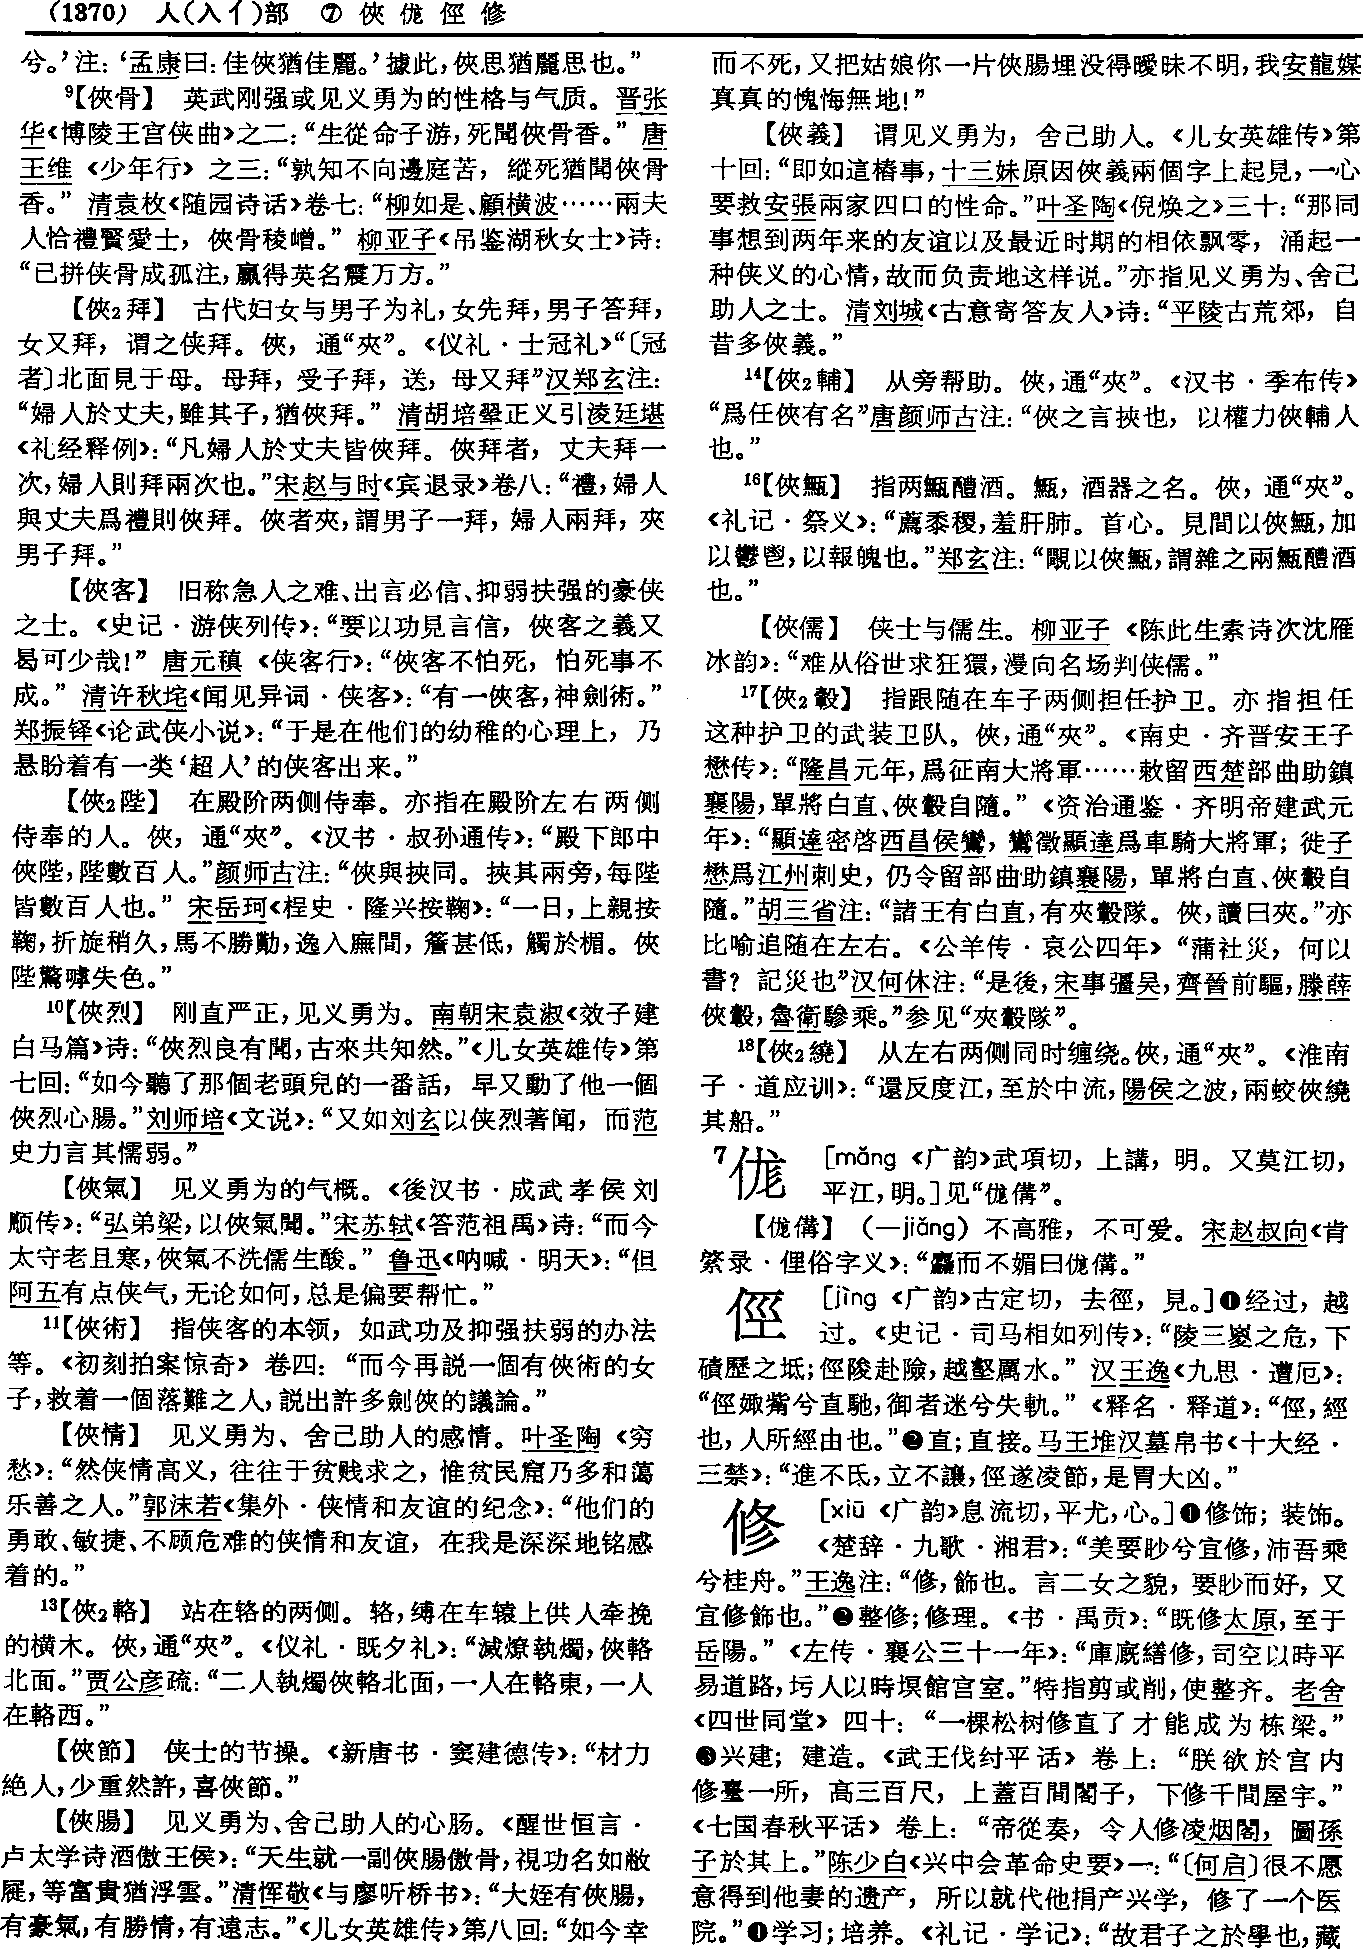 (1370) 人(入亻)部 ⑦ 俠 㑼 俓 修
兮。’注：‘孟康曰：佳俠猶佳麗。’據此，俠思猶麗思也。”
⁹【俠骨】 英武刚强或见义勇为的性格与气质。晋张
华《博陵王宫侠曲》之二：“生從命子游，死聞俠骨香。” 唐
王维《少年行》之三：“孰知不向邊庭苦，縱死猶聞俠骨
香。” 清袁枚《随园诗话》卷七：“柳如是、顧横波……兩夫
人恰禮賢愛士，俠骨稜嶒。” 柳亚子《吊鉴湖秋女士》诗：
“已拼侠骨成孤注，赢得英名震万方。”
【俠₂拜】 古代妇女与男子为礼，女先拜，男子答拜，
女又拜，谓之侠拜。俠，通“夾”。《仪礼·士冠礼》“〔冠
者〕北面見于母。母拜，受子拜，送，母又拜”汉郑玄注：
“婦人於丈夫，雖其子，猶俠拜。” 清胡培翬正义引凌廷堪
《礼经释例》：“凡婦人於丈夫皆俠拜。俠拜者，丈夫拜一
次，婦人則拜兩次也。”宋赵与时《宾退录》卷八：“禮，婦人
與丈夫爲禮則俠拜。俠者夾，謂男子一拜，婦人兩拜，夾
男子拜。”
【俠客】 旧称急人之难、出言必信、抑弱扶强的豪侠
之士。《史记·游侠列传》：“要以功見言信，俠客之義又
曷可少哉！” 唐元稹《侠客行》：“俠客不怕死，怕死事不
成。” 清许秋垞《闻见异词·侠客》：“有一俠客，神劍術。”
郑振铎《论武侠小说》：“于是在他们的幼稚的心理上，乃
悬盼着有一类‘超人’的侠客出来。”
【俠₂陛】 在殿阶两侧侍奉。亦指在殿阶左右两侧
侍奉的人。俠，通“夾”。《汉书·叔孙通传》：“殿下郎中
俠陛，陛數百人。”颜师古注：“俠與挾同。挾其兩旁，每陛
皆數百人也。” 宋岳珂《桯史·隆兴按鞠》：“一日，上親按
鞠，折旋稍久，馬不勝勩，逸入廡間，簷甚低，觸於楣。俠
陛驚嘑失色。”
¹⁰【俠烈】 刚直严正，见义勇为。南朝宋袁淑《效子建
白马篇》诗：“俠烈良有聞，古來共知然。”《儿女英雄传》第
七回：“如今聽了那個老頭兒的一番話，早又動了他一個
俠烈心腸。”刘师培《文说》：“又如刘玄以侠烈著闻，而范
史力言其懦弱。”
【俠氣】 见义勇为的气概。《後汉书·成武孝侯刘
顺传》：“弘弟梁，以俠氣聞。”宋苏轼《答范祖禹》诗：“而今
太守老且寒，俠氣不洗儒生酸。” 鲁迅《呐喊·明天》：“但
阿五有点侠气，无论如何，总是偏要帮忙。”
¹¹【俠術】 指侠客的本领，如武功及抑强扶弱的办法
等。《初刻拍案惊奇》卷四：“而今再説一個有俠術的女
子，救着一個落難之人，説出許多劍俠的議論。”
【俠情】 见义勇为、舍己助人的感情。叶圣陶《穷
愁》：“然侠情高义，往往于贫贱求之，惟贫民窟乃多和蔼
乐善之人。”郭沫若《集外·侠情和友谊的纪念》：“他们的
勇敢、敏捷、不顾危难的侠情和友谊，在我是深深地铭感
着的。”
¹³【俠₂輅】 站在辂的两侧。辂，缚在车辕上供人牵挽
的横木。俠，通“夾”。《仪礼·既夕礼》：“滅燎執燭，俠輅
北面。”贾公彦疏：“二人執燭俠輅北面，一人在輅東，一人
在輅西。”
【俠節】 侠士的节操。《新唐书·窦建德传》：“材力
絶人，少重然許，喜俠節。”
【俠腸】 见义勇为、舍己助人的心肠。《醒世恒言·
卢太学诗酒傲王侯》：“天生就一副俠腸傲骨，視功名如敝
屣，等富貴猶浮雲。”清恽敬《与廖听桥书》：“大姪有俠腸，
有豪氣，有勝情，有遠志。”《儿女英雄传》第八回：“如今幸
而不死，又把姑娘你一片俠腸埋没得曖昧不明，我安龍媒
真真的愧悔無地！”
【俠義】 谓见义勇为，舍己助人。《儿女英雄传》第
十回：“即如這樁事，十三妹原因俠義兩個字上起見，一心
要救安張兩家四口的性命。”叶圣陶《倪焕之》三十：“那同
事想到两年来的友谊以及最近时期的相依飘零，涌起一
种侠义的心情，故而负责地这样说。”亦指见义勇为、舍己
助人之士。清刘城《古意寄答友人》诗：“平陵古荒郊，自
昔多俠義。”
¹⁴【俠₂輔】 从旁帮助。俠，通“夾”。《汉书·季布传》
“爲任俠有名”唐颜师古注：“俠之言挾也，以權力俠輔人
也。”
¹⁶【俠甒】 指两甒醴酒。甒，酒器之名。俠，通“夾”。
《礼记·祭义》：“薦黍稷，羞肝肺。首心。見間以俠甒，加
以鬱鬯，以報魄也。”郑玄注：“覸以俠甒，謂雜之兩甒醴酒
也。”
【俠儒】 侠士与儒生。柳亚子《陈此生索诗次沈雁
冰韵》：“难从俗世求狂獧，漫向名场判侠儒。”
¹⁷【俠₂轂】 指跟随在车子两侧担任护卫。亦指担任
这种护卫的武装卫队。俠，通“夾”。《南史·齐晋安王子
懋传》：“隆昌元年，爲征南大將軍……敕留西楚部曲助鎮
襄陽，單將白直、俠轂自隨。”《资治通鉴·齐明帝建武元
年》：“顯達密啓西昌侯鸞，鸞徵顯達爲車騎大將軍；徙子
懋爲江州刺史，仍令留部曲助鎮襄陽，單將白直、俠轂自
隨。”胡三省注：“諸王有白直，有夾轂隊。俠，讀曰夾。”亦
比喻追随在左右。《公羊传·哀公四年》“蒲社災，何以
書？記災也”汉何休注：“是後，宋事彊吴，齊晉前驅，滕薛
俠轂，魯衛驂乘。”参见“夾轂隊”。
¹⁸【俠₂繞】 从左右两侧同时缠绕。俠，通“夾”。《淮南
子·道应训》：“還反度江，至於中流，陽侯之波，兩蛟俠繞
其船。”
⁷㑼 [mǎng《广韵》武項切，上講，明。又莫江切，
平江，明。]见“㑼傋”。
【㑼傋】 （—jiǎng）不高雅，不可爱。宋赵叔向《肯
綮录·俚俗字义》：“麤而不媚曰㑼傋。”
俓 [jìng《广韵》古定切，去徑，見。]❶经过，越
过。《史记·司马相如列传》：“陵三嵏之危，下
磧歷之坻；俓陵赴險，越壑厲水。” 汉王逸《九思·遭厄》：
“俓娵觜兮直馳，御者迷兮失軌。”《释名·释道》：“俓，經
也，人所經由也。”❷直；直接。马王堆汉墓帛书《十大经·
三禁》：“進不氐，立不讓，俓遂凌節，是胃大凶。”
修 [xiū《广韵》息流切，平尤，心。]❶修饰；装饰。
《楚辞·九歌·湘君》：“美要眇兮宜修，沛吾乘
兮桂舟。”王逸注：“修，飾也。言二女之貌，要眇而好，又
宜修飾也。”❷整修；修理。《书·禹贡》：“既修太原，至于
岳陽。”《左传·襄公三十一年》：“庫廐繕修，司空以時平
易道路，圬人以時塓館宫室。”特指剪或削，使整齐。老舍
《四世同堂》四十：“一棵松树修直了才能成为栋梁。”
❸兴建；建造。《武王伐纣平话》卷上：“朕欲於宫内
修臺一所，高三百尺，上蓋百間閣子，下修千間屋宇。”
《七国春秋平话》卷上：“帝從奏，令人修凌烟閣，圖孫
子於其上。”陈少白《兴中会革命史要》一：“〔何启〕很不愿
意得到他妻的遗产，所以就代他捐产兴学，修了一个医
院。”❹学习；培养。《礼记·学记》：“故君子之於學也，藏